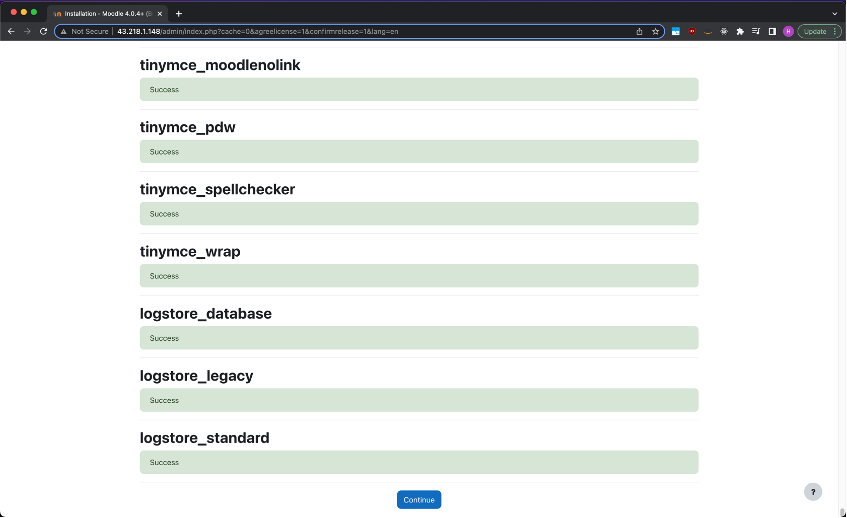 Installation - Moodle 4.0.4+ (B
Not Secure | 43.218.1.148/admin/index.php?cache=0&agreelicense=1&confirmrelease=1&lang=en
H
Update
tinymce_moodlenolink
Success
tinymce_pdw
Success
tinymce_spellchecker
Success
tinymce_wrap
Success
logstore_database
Success
logstore_legacy
Success
logstore_standard
Success
Continue
?